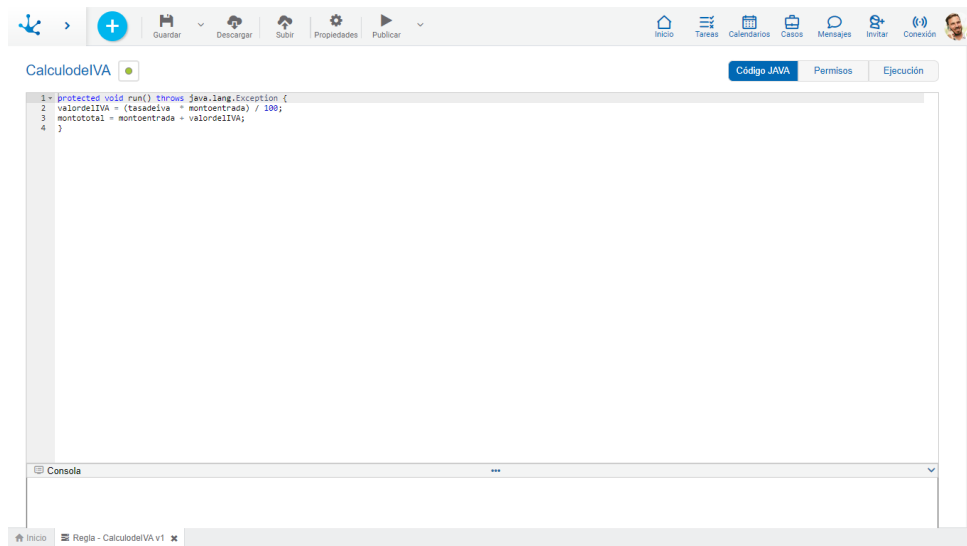 Guardar
Descargar
Subir
Propiedades
Publicar
Inicio
Tareas
Calendarios
Casos
Mensajes
Invitar
Conexión
CalculodeIVA
Código JAVA
Permisos
Ejecución
1 protected void run() throws java.lang.Exception {
2 valordelIVA = (tasadeiva * montoentrada) / 100;
3 montototal = montoentrada + valordelIVA;
4 }
Consola
Inicio
Regla - CalculodeIVA v1